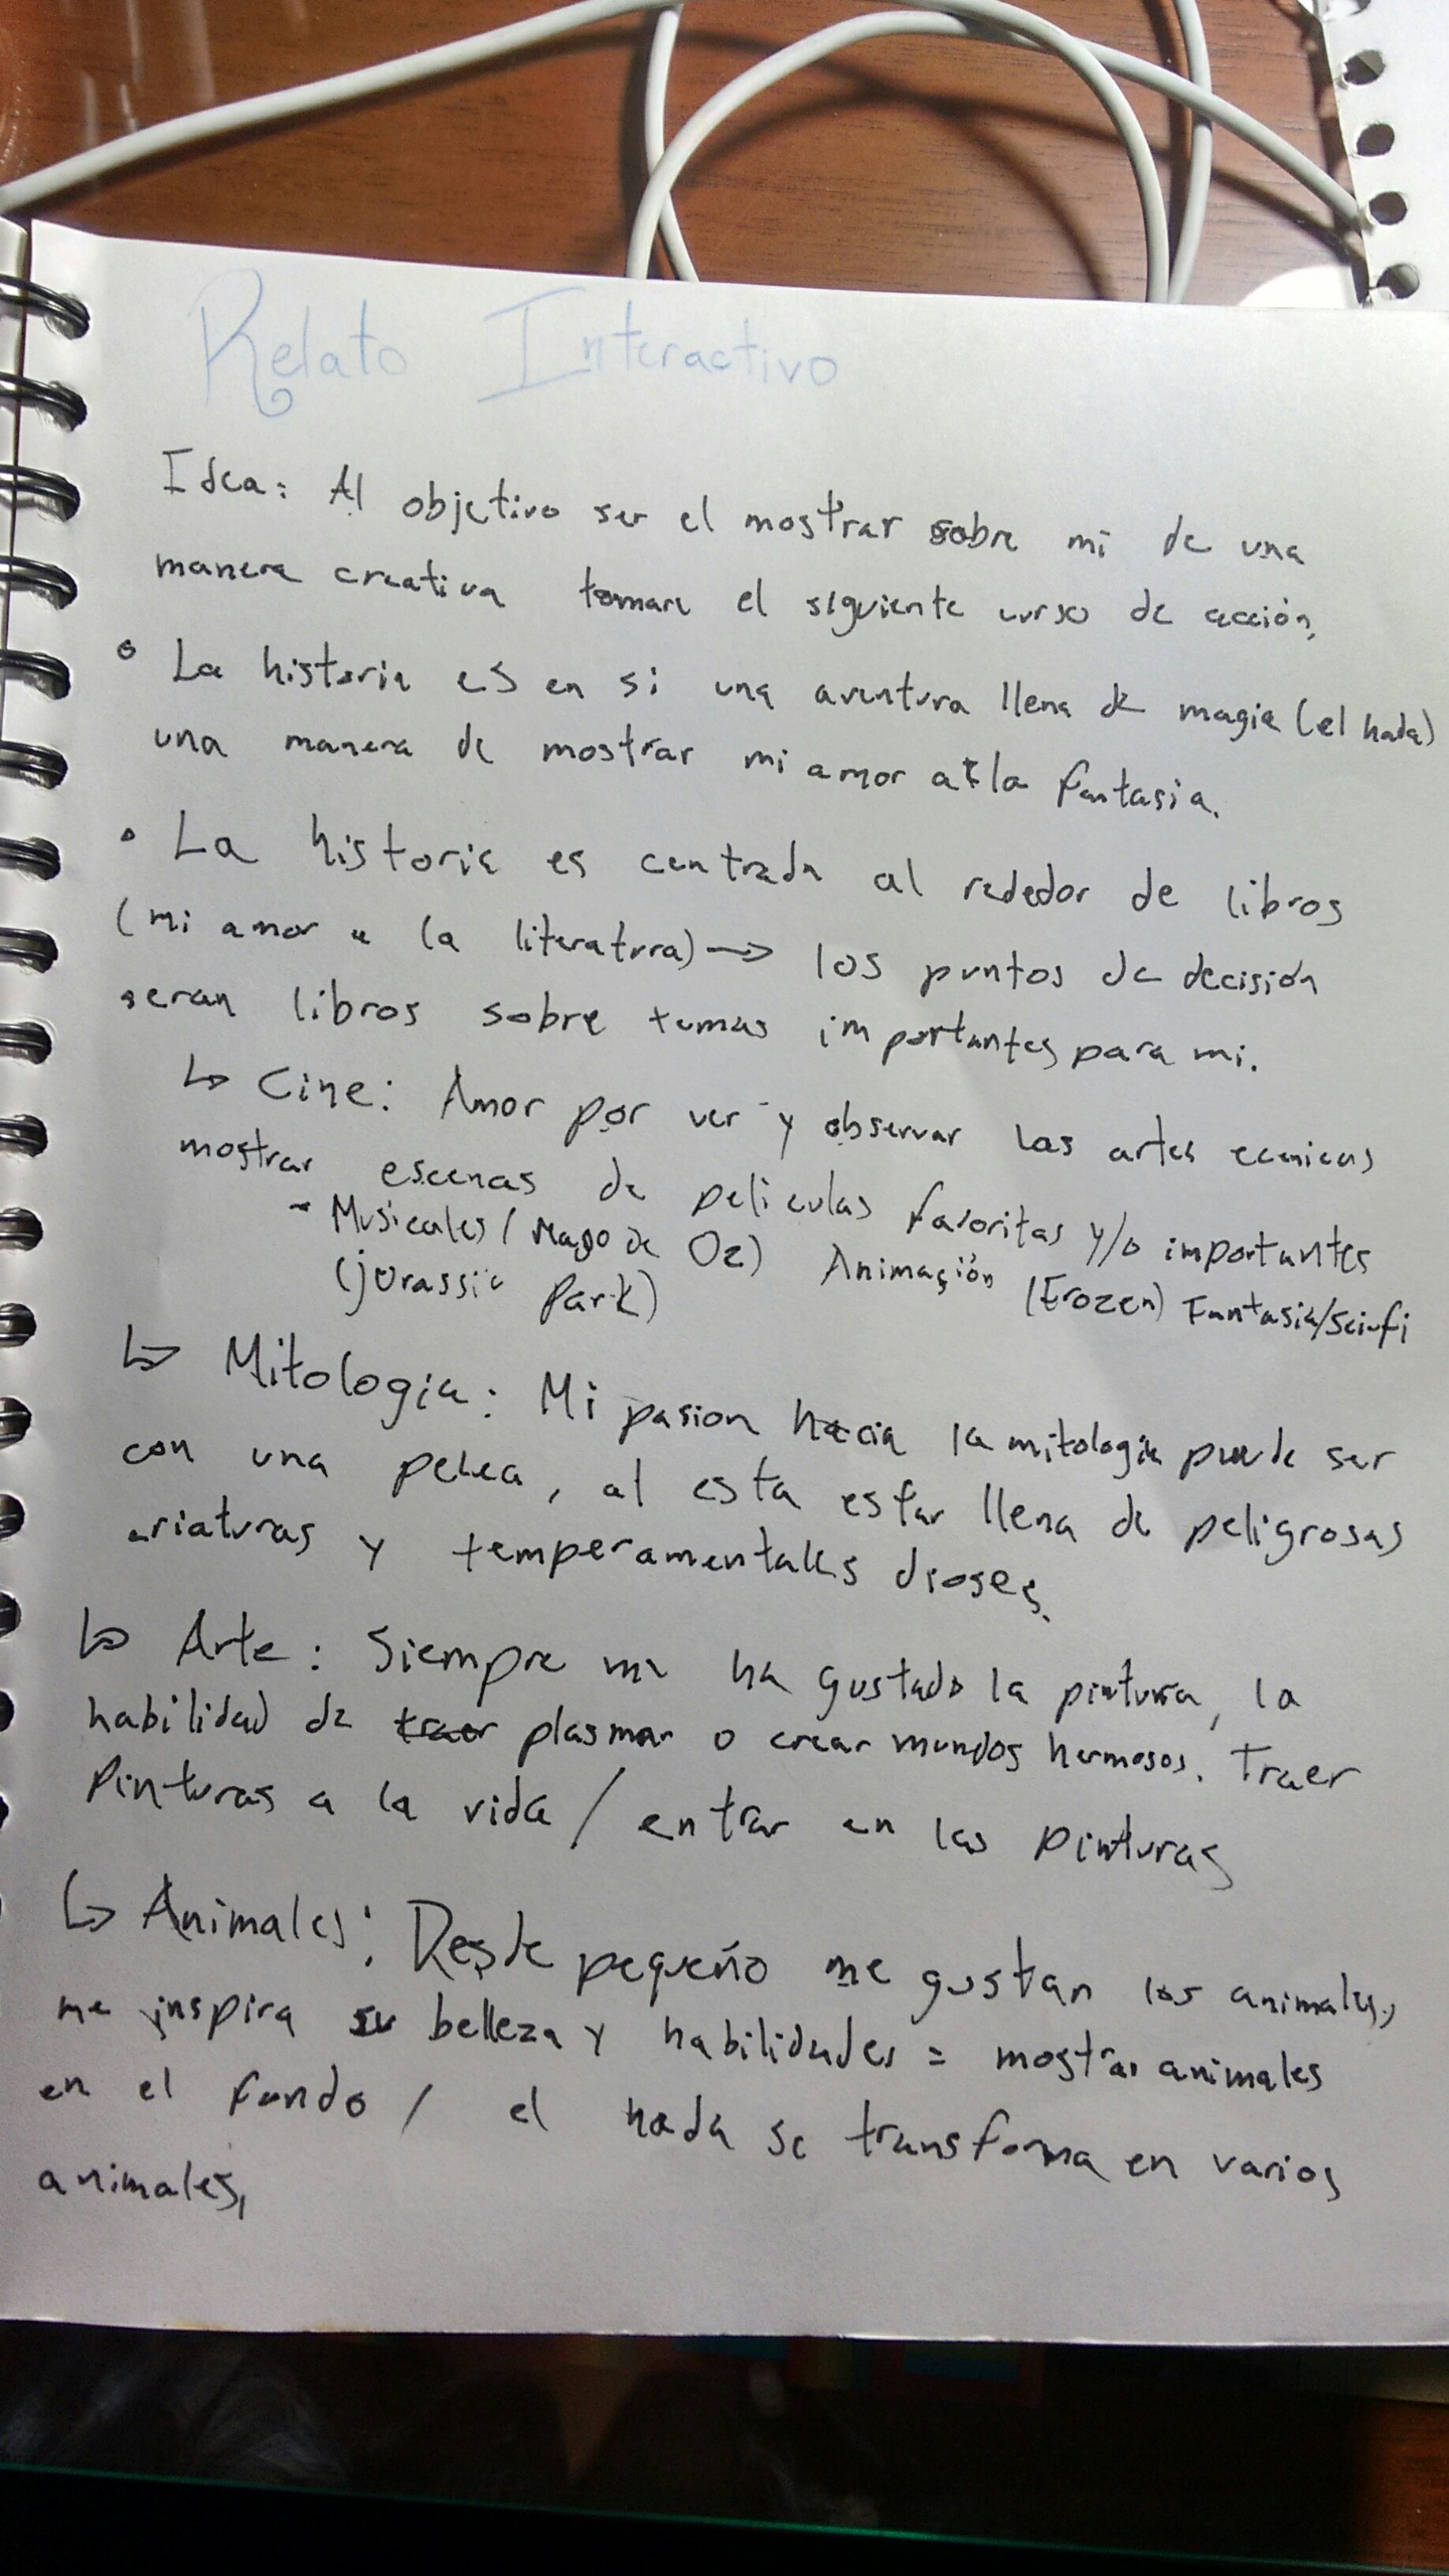 Relato Interactivo
Idea: Al objetivo ser el mostrar sobre mi de una
manera creativa tomare el siguiente curso de acción.
° La historia es en si una aventura llena de magia (el hada)
una manera de mostrar mi amor a la fantasia.
° La historia es centrada al rededor de libros
(mi amor a la literatura) → los puntos de decisión
seran libros sobre temas importantes para mi.
↳ Cine: Amor por ver y observar las artes ecenicas
mostrar escenas de peliculas favoritas y/o importantes
- Musicales (Mago de Oz) Animación (Frozen) Fantasia/Sci-fi
(jurassic Park)
↳ Mitologia: Mi pasion hacia la mitologia puede ser
con una pelea, al esta estar llena de peligrosas
criaturas y temperamentales dioses.
↳ Arte: Siempre me ha gustado la pintura, la
habilidad de traer plasmar o crear mundos hermosos. Traer
Pinturas a la vida / entrar en las pinturas
↳ Animales: Desde pequeño me gustan los animales,
me inspira su belleza y habilidades = mostrar animales
en el fondo / el hada se transforma en varios
animales,